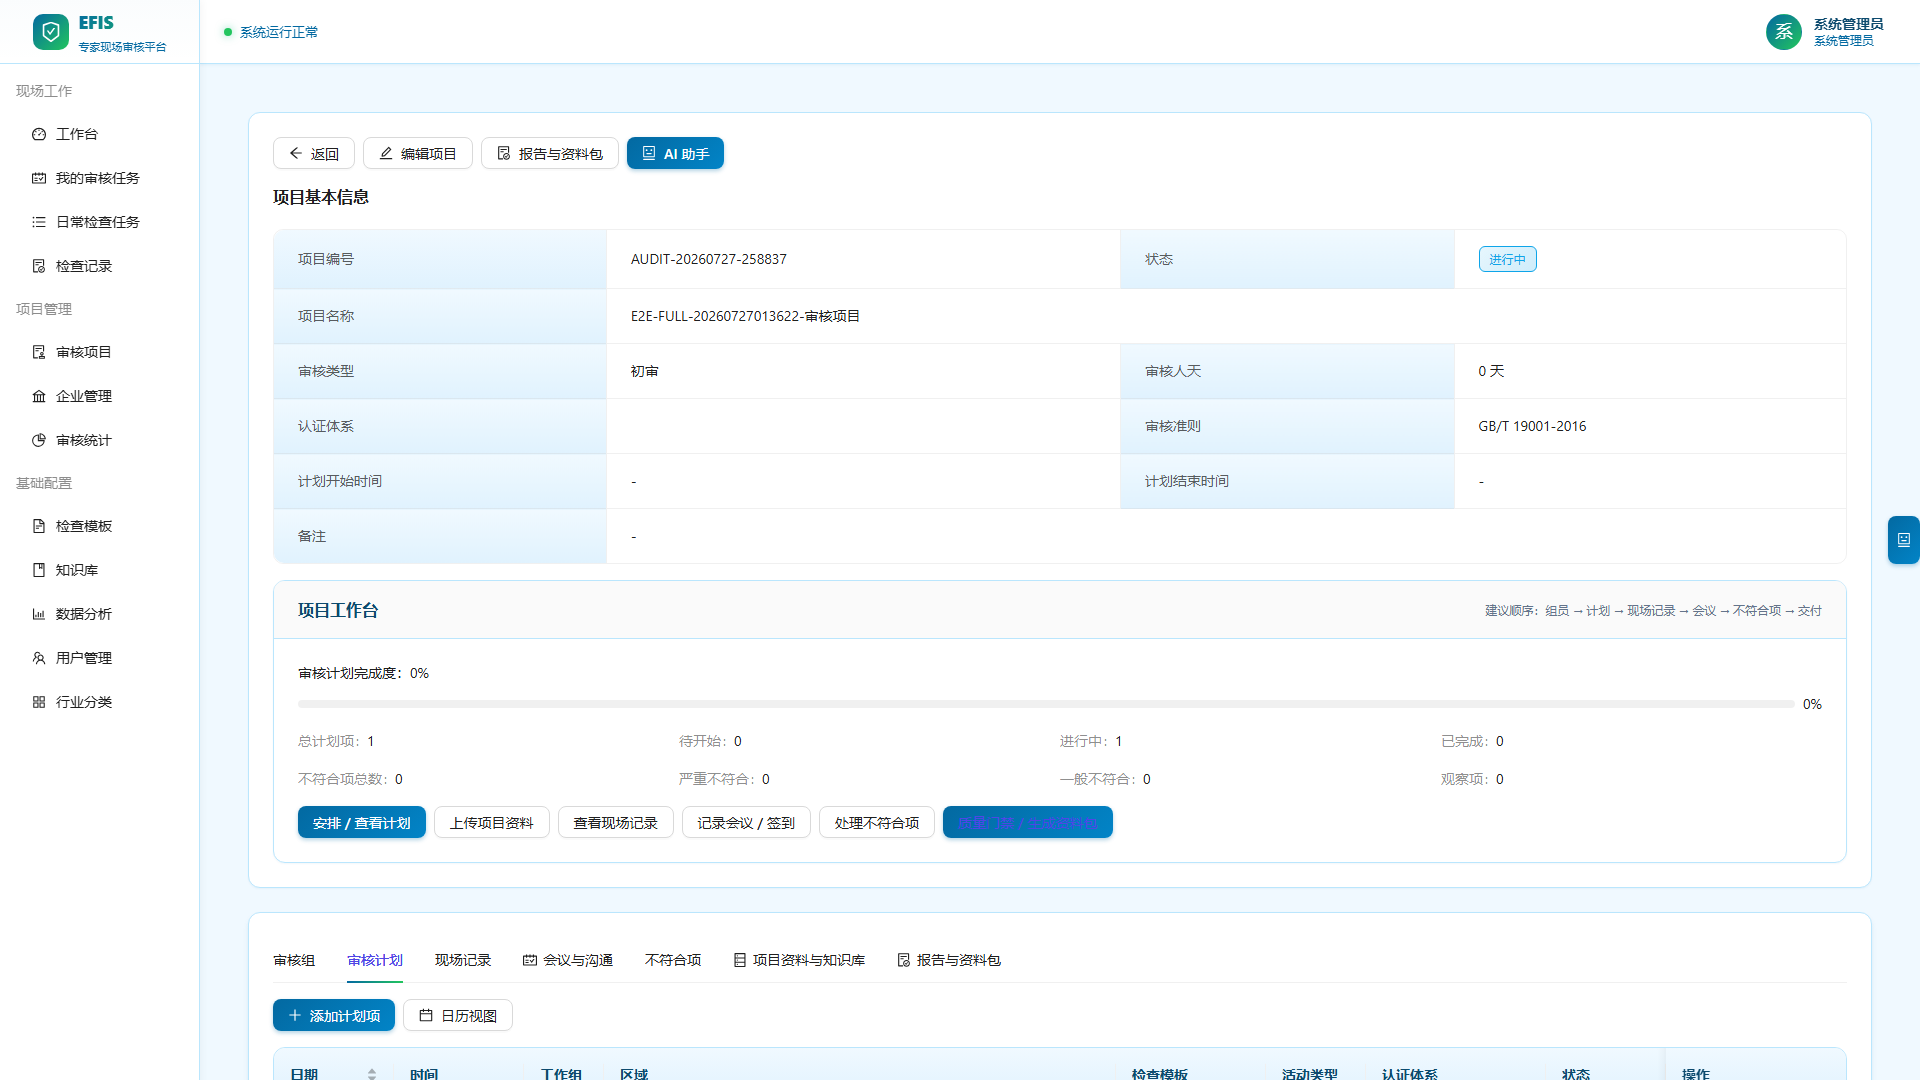 EFIS
专家现场审核平台
系统运行正常
系
系统管理员
系统管理员
现场工作
工作台
我的审核任务
日常检查任务
检查记录
项目管理
审核项目
企业管理
审核统计
基础配置
检查模板
知识库
数据分析
用户管理
行业分类
返回 编辑项目 报告与资料包 AI 助手
项目基本信息
项目编号 AUDIT-20260727-258837 状态 进行中
项目名称 E2E-FULL-20260727013622-审核项目
审核类型 初审 审核人天 0 天
认证体系 审核准则 GB/T 19001-2016
计划开始时间 - 计划结束时间 -
备注 -
项目工作台 建议顺序：组员 → 计划 → 现场记录 → 会议 → 不符合项 → 交付
审核计划完成度：0%
0%
总计划项：1 待开始：0 进行中：1 已完成：0
不符合项总数：0 严重不符合：0 一般不符合：0 观察项：0
安排 / 查看计划 上传项目资料 查看现场记录 记录会议 / 签到 处理不符合项
审核组 审核计划 现场记录 会议与沟通 不符合项 项目资料与知识库 报告与资料包
添加计划项 日历视图
日期 时间 工作组 区域 检查模板 活动类型 认证体系 状态 操作